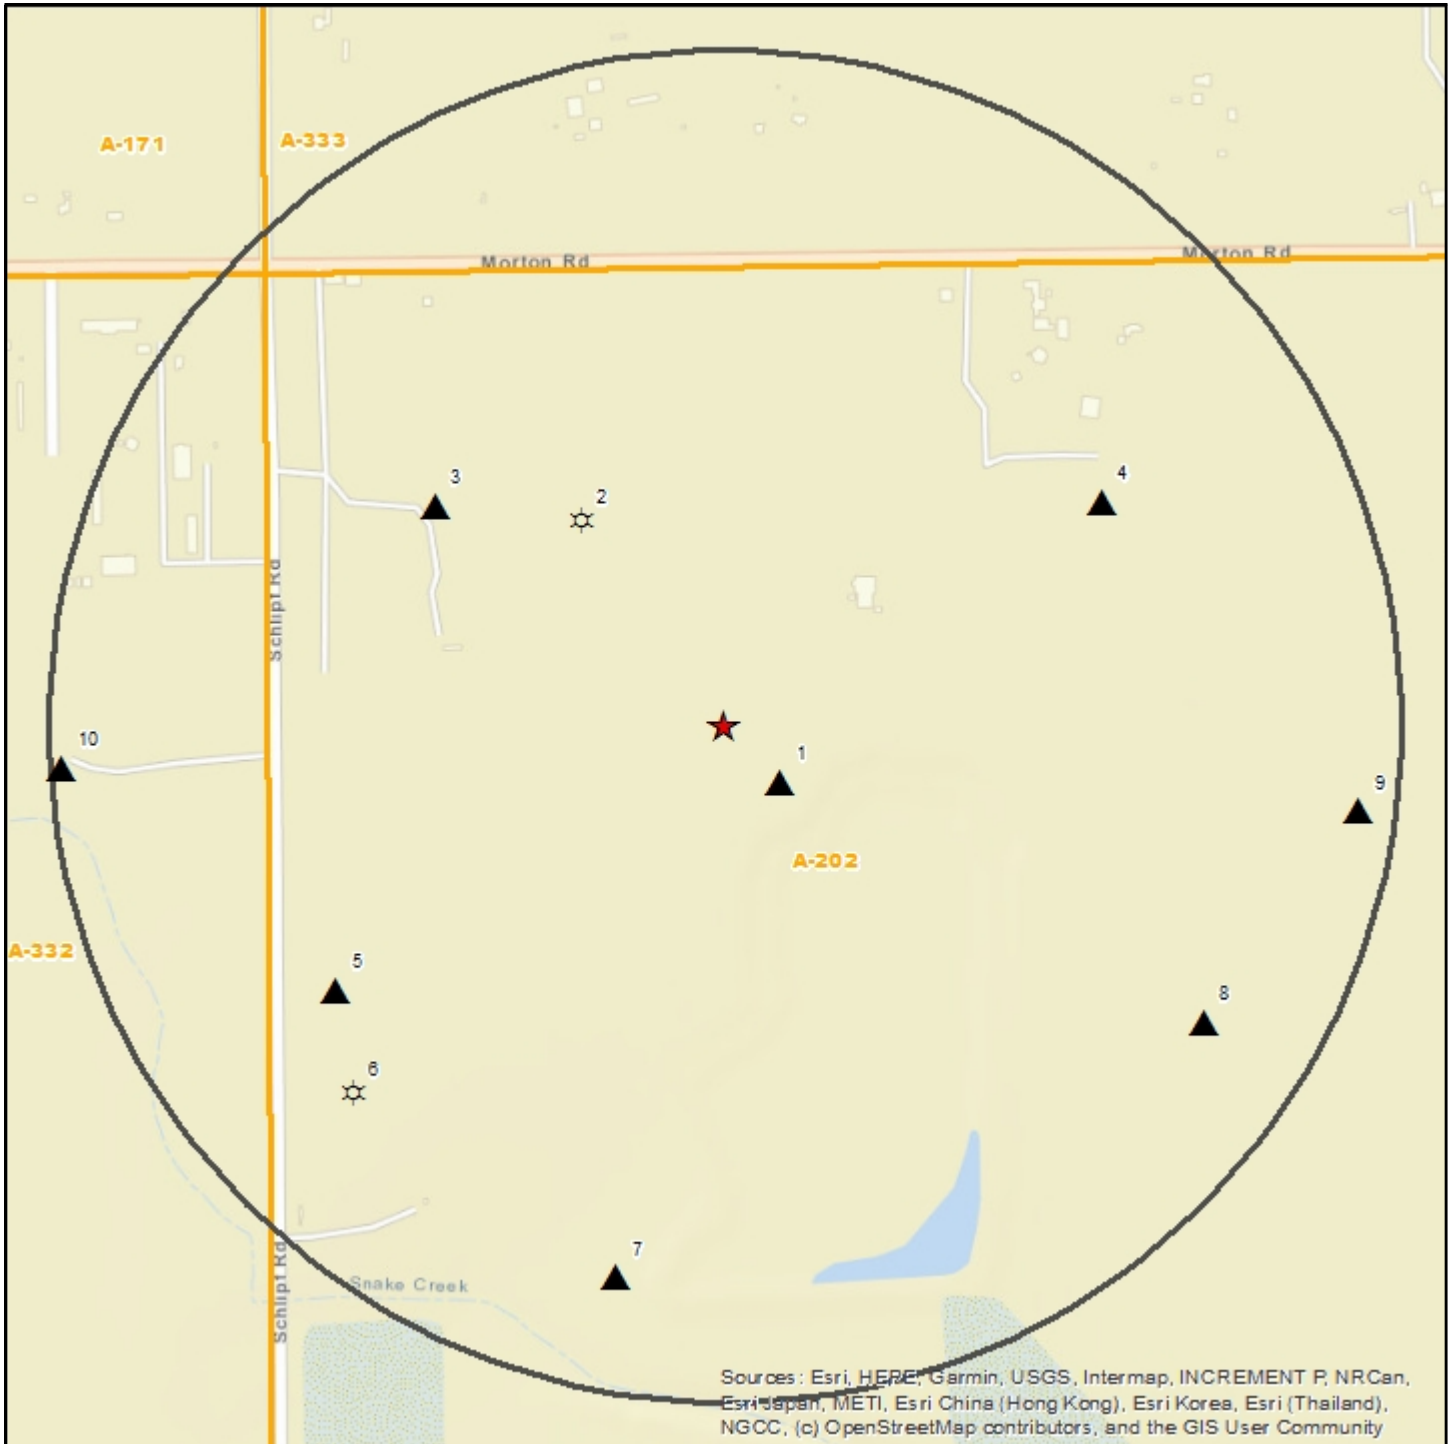 A-171
A-333
Morton Rd
Morton Rd
3
2
4
Schlipf Rd
10
1
9
A-202
A-332
5
8
6
7
Snake Creek
Schlipf Rd
Sources: Esri, HERE, Garmin, USGS, Intermap, INCREMENT P, NRCan,
Esri Japan, METI, Esri China (Hong Kong), Esri Korea, Esri (Thailand),
NGCC, (c) OpenStreetMap contributors, and the GIS User Community